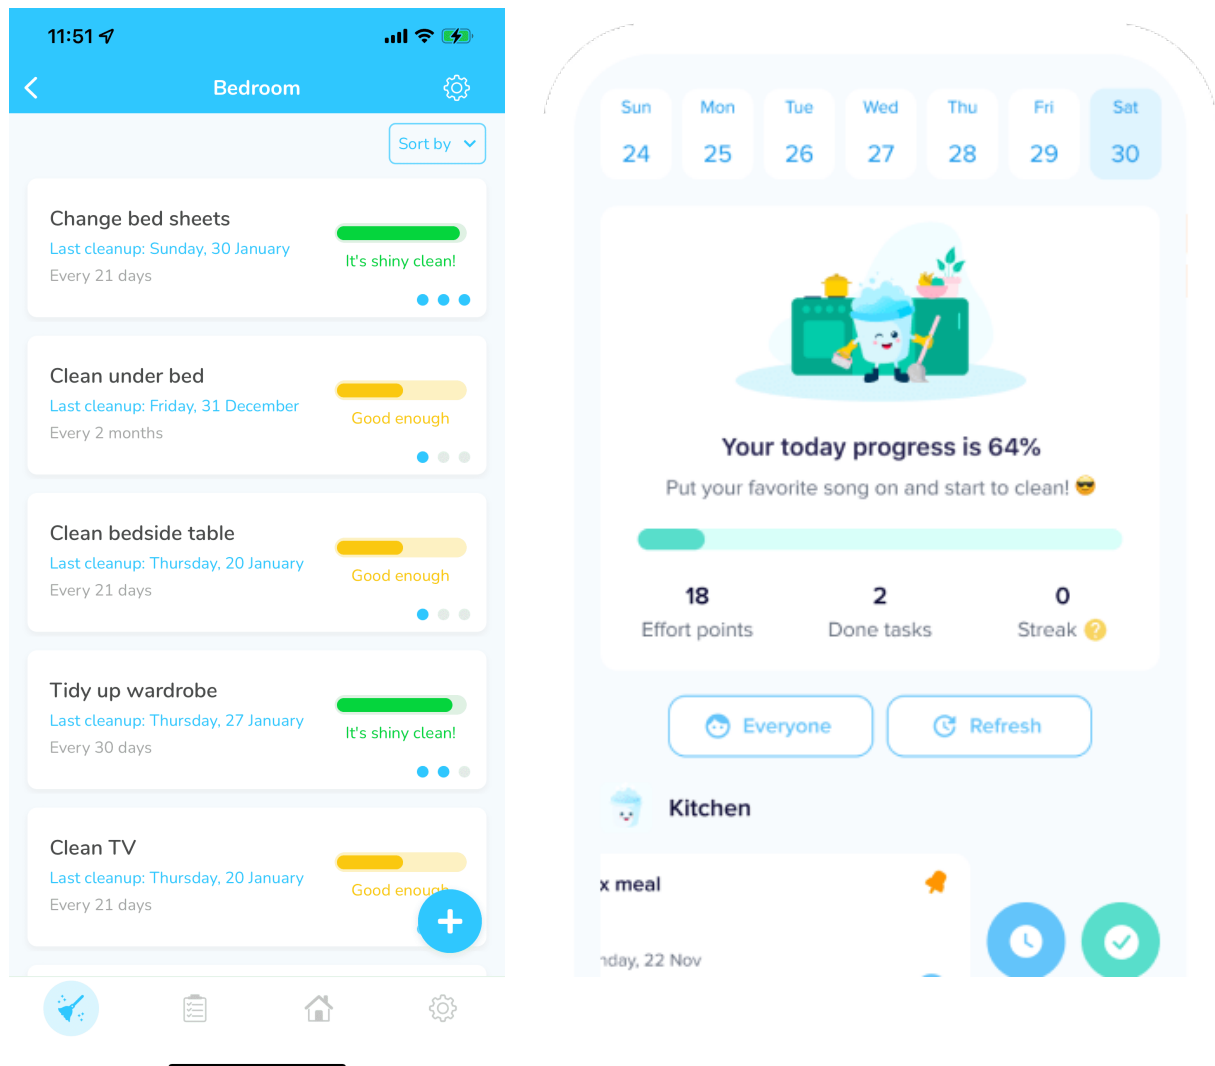 11:51
Bedroom
Sort by
Change bed sheets
Last cleanup: Sunday, 30 January
Every 21 days
It's shiny clean!
Clean under bed
Last cleanup: Friday, 31 December
Every 2 months
Good enough
Clean bedside table
Last cleanup: Thursday, 20 January
Every 21 days
Good enough
Tidy up wardrobe
Last cleanup: Thursday, 27 January
Every 30 days
It's shiny clean!
Clean TV
Last cleanup: Thursday, 20 January
Every 21 days
Good enough
Sun Mon Tue Wed Thu Fri Sat
24 25 26 27 28 29 30
Your today progress is 64%
Put your favorite song on and start to clean! 😎
18 2 0
Effort points Done tasks Streak ?
Everyone Refresh
Kitchen
x meal
nday, 22 Nov